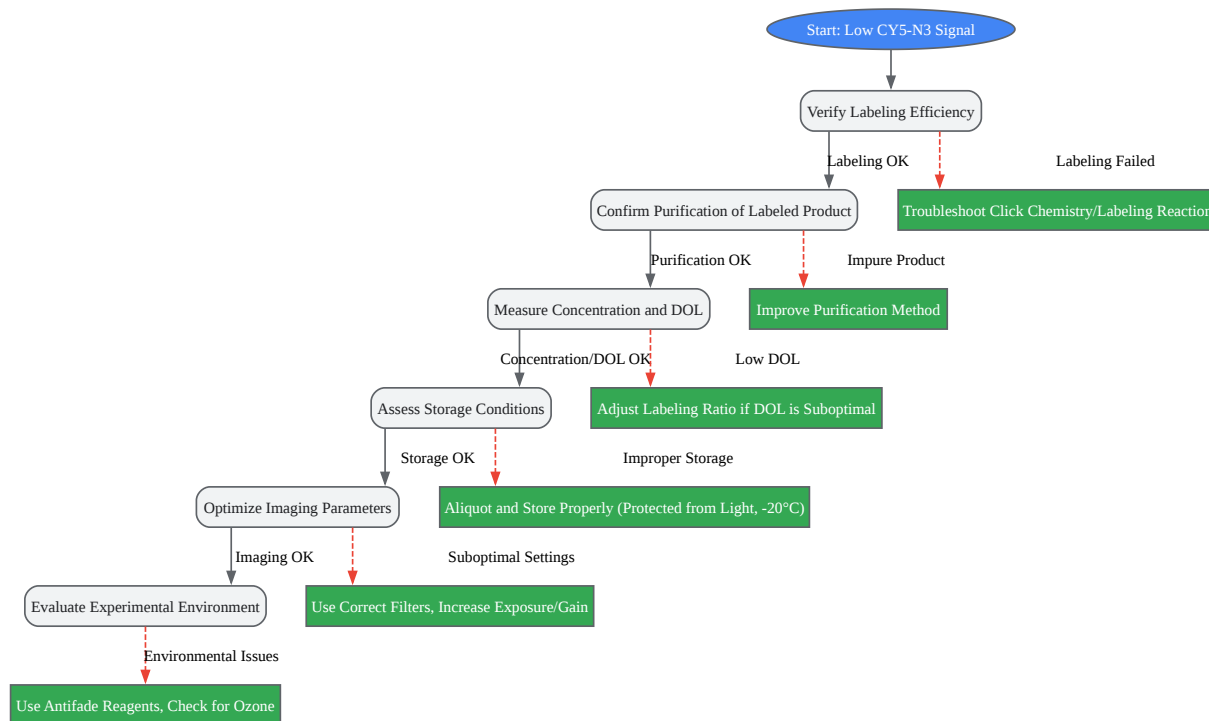 Start: Low CY5-N3 Signal
Verify Labeling Efficiency
Labeling OK
Labeling Failed
Confirm Purification of Labeled Product
Troubleshoot Click Chemistry/Labeling Reaction
Purification OK
Impure Product
Measure Concentration and DOL
Improve Purification Method
Concentration/DOL OK
Low DOL
Assess Storage Conditions
Adjust Labeling Ratio if DOL is Suboptimal
Storage OK
Improper Storage
Optimize Imaging Parameters
Aliquot and Store Properly (Protected from Light, -20°C)
Imaging OK
Suboptimal Settings
Evaluate Experimental Environment
Use Correct Filters, Increase Exposure/Gain
Environmental Issues
Use Antifade Reagents, Check for Ozone